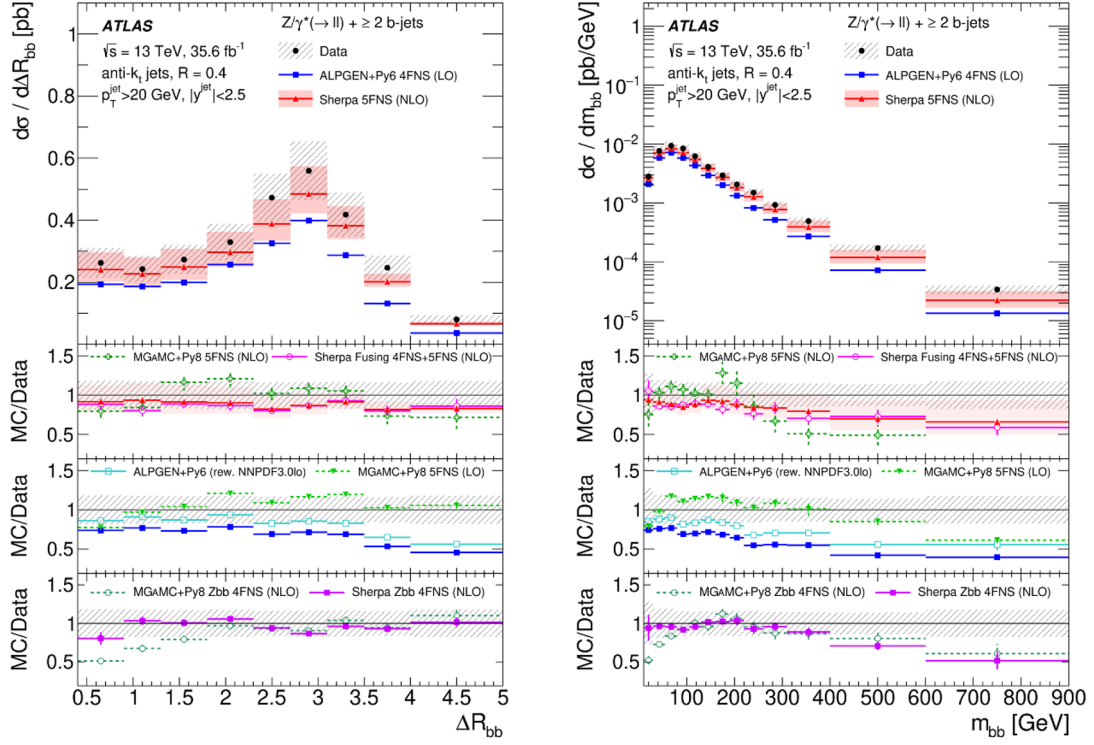 ATLAS
√s = 13 TeV, 35.6 fb⁻¹
anti-kₜ jets, R = 0.4
p_T^jet>20 GeV, |y^jet|<2.5
Z/γ*(→ ll) + ≥ 2 b-jets
Data
ALPGEN+Py6 4FNS (LO)
Sherpa 5FNS (NLO)
dσ / dΔR_bb [pb]
1
0.8
0.6
0.4
0.2
MC/Data
1.5
1
0.5
MGaMC+Py8 5FNS (NLO)
Sherpa Fusing 4FNS+5FNS (NLO)
MC/Data
1.5
1
0.5
ALPGEN+Py6 (rew. NNPDF3.0lo)
MGaMC+Py8 5FNS (LO)
MC/Data
1.5
1
0.5
MGaMC+Py8 Zbb 4FNS (NLO)
Sherpa Zbb 4FNS (NLO)
0.5 1 1.5 2 2.5 3 3.5 4 4.5 5
ΔR_bb
ATLAS
√s = 13 TeV, 35.6 fb⁻¹
anti-kₜ jets, R = 0.4
p_T^jet>20 GeV, |y^jet|<2.5
Z/γ*(→ ll) + ≥ 2 b-jets
Data
ALPGEN+Py6 4FNS (LO)
Sherpa 5FNS (NLO)
dσ / dm_bb [pb/GeV]
1
10⁻¹
10⁻²
10⁻³
10⁻⁴
10⁻⁵
MC/Data
1.5
1
0.5
MGaMC+Py8 5FNS (NLO)
Sherpa Fusing 4FNS+5FNS (NLO)
MC/Data
1.5
1
0.5
ALPGEN+Py6 (rew. NNPDF3.0lo)
MGaMC+Py8 5FNS (LO)
MC/Data
1.5
1
0.5
MGaMC+Py8 Zbb 4FNS (NLO)
Sherpa Zbb 4FNS (NLO)
100 200 300 400 500 600 700 800 900
m_bb [GeV]